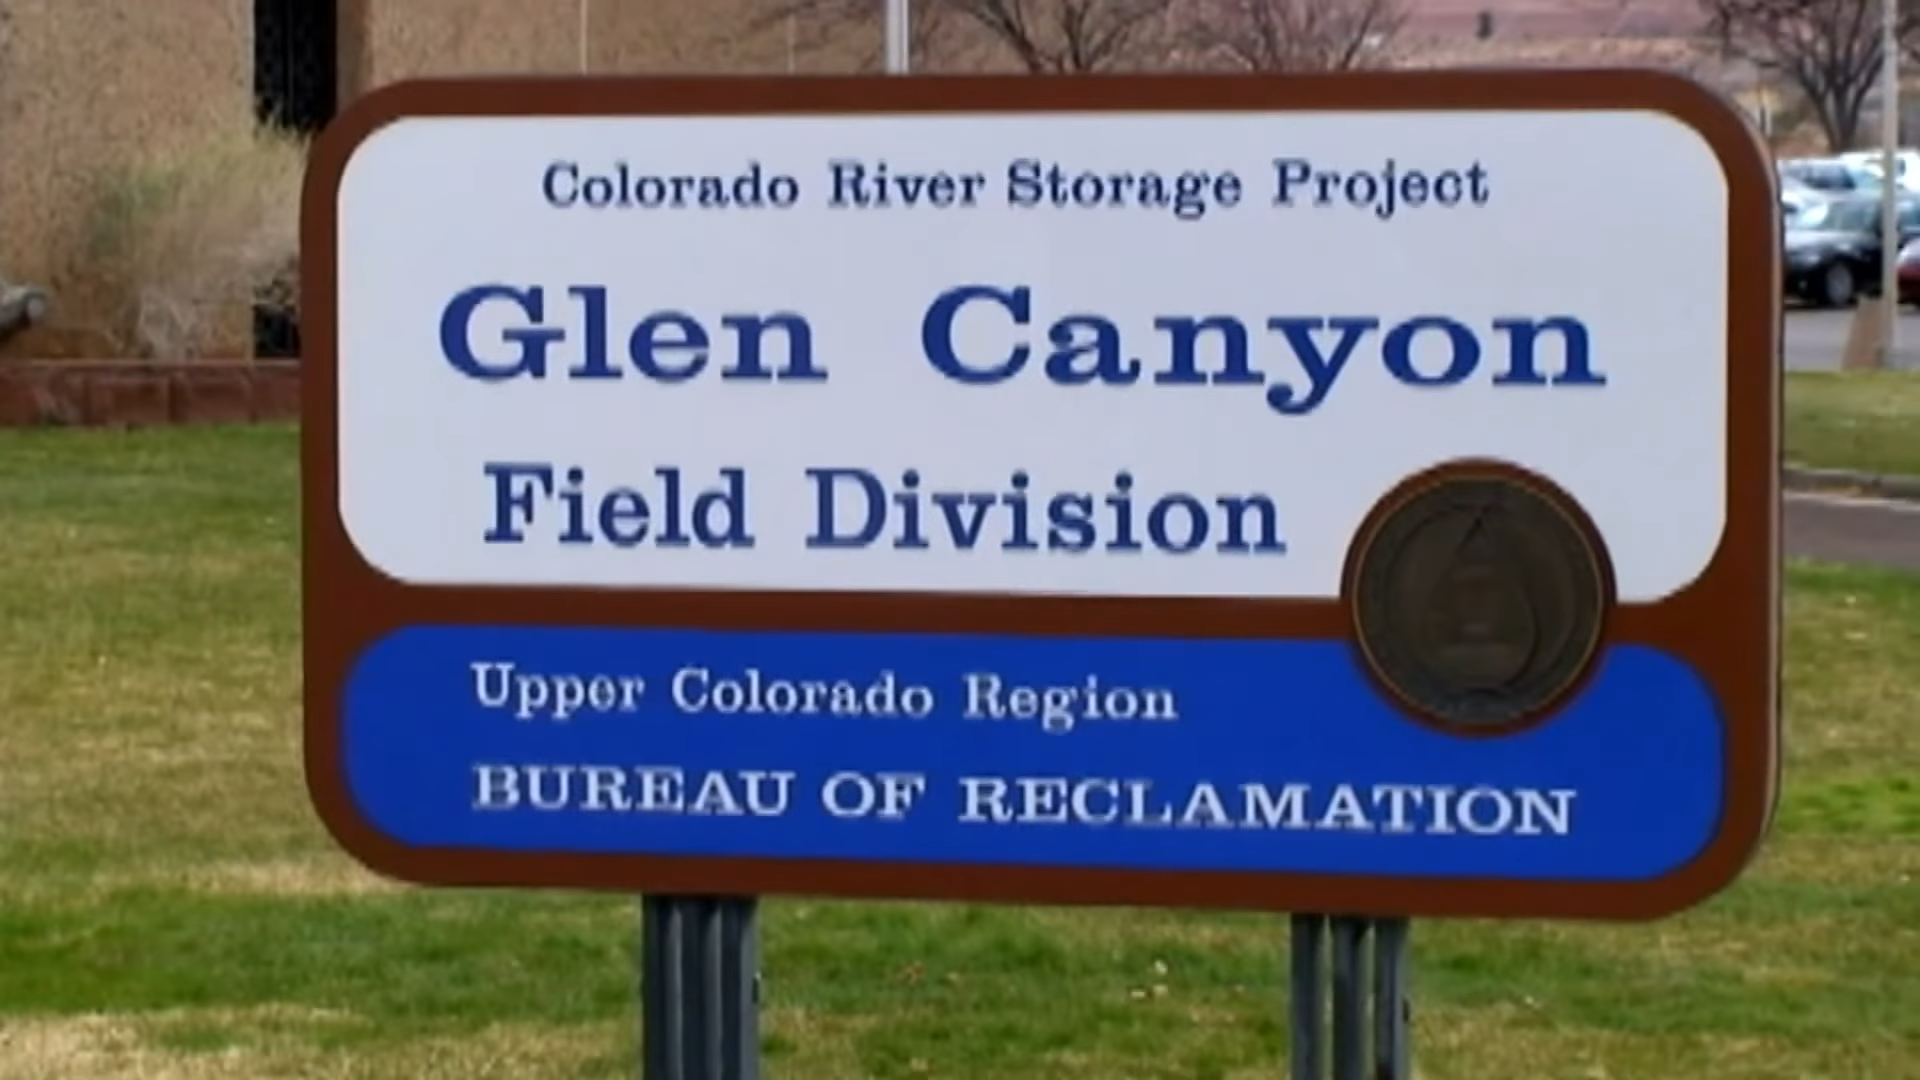 Colorado River Storage Project
Glen Canyon
Field Division
Upper Colorado Region
BUREAU OF RECLAMATION